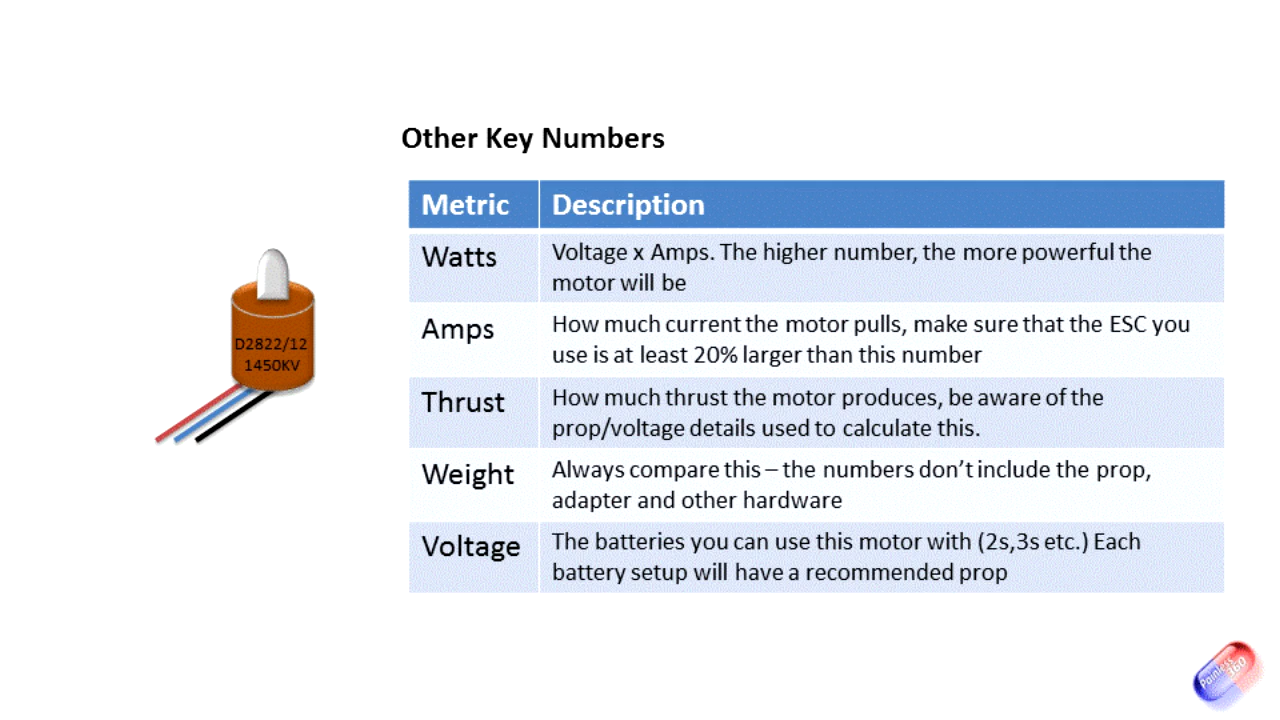 Other Key Numbers
Metric Description
Watts Voltage x Amps. The higher number, the more powerful the
motor will be
Amps How much current the motor pulls, make sure that the ESC you
use is at least 20% larger than this number
Thrust How much thrust the motor produces, be aware of the
prop/voltage details used to calculate this.
Weight Always compare this – the numbers don’t include the prop,
adapter and other hardware
Voltage The batteries you can use this motor with (2s,3s etc.) Each
battery setup will have a recommended prop
D2822/12
1450KV
Painless
360